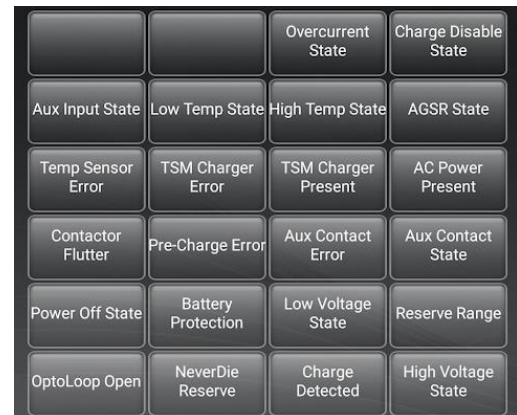 Overcurrent
State
Charge Disable
State
Aux Input State
Low Temp State
High Temp State
AGSR State
Temp Sensor
Error
TSM Charger
Error
TSM Charger
Present
AC Power
Present
Contactor
Flutter
Pre-Charge Error
Aux Contact
Error
Aux Contact
State
Power Off State
Battery
Protection
Low Voltage
State
Reserve Range
OptoLoop Open
NeverDie
Reserve
Charge
Detected
High Voltage
State